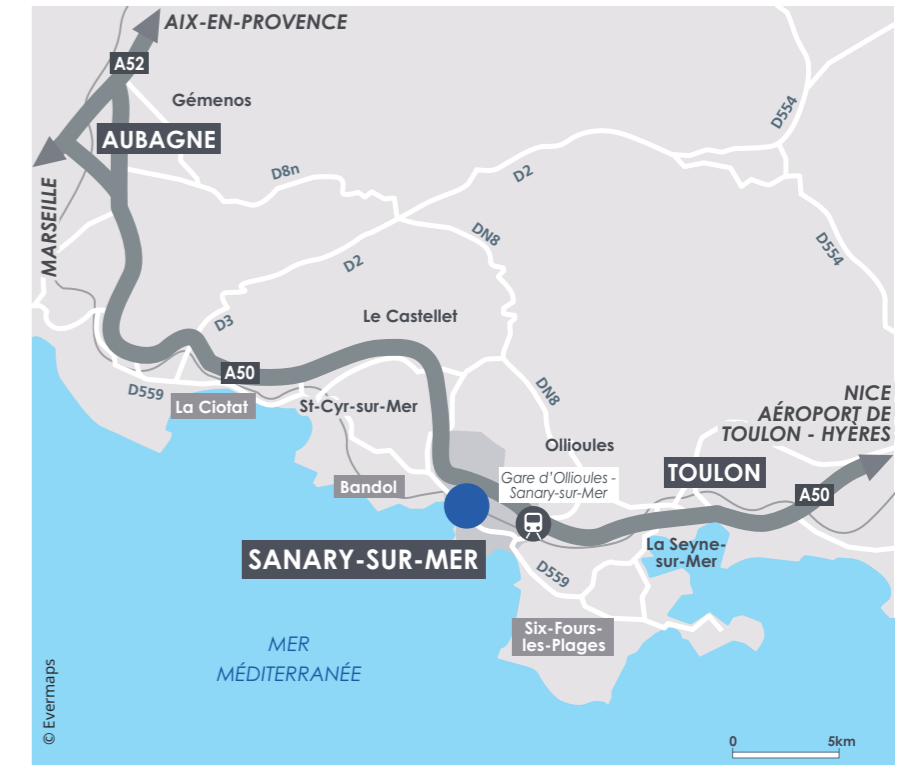 AIX-EN-PROVENCE
A52
Gémenos
AUBAGNE
D554
D8n
D2
MARSEILLE
DN8
D554
D2
Le Castellet
D3
A50
D559
La Ciotat
St-Cyr-sur-Mer
DN8
NICE
AÉROPORT DE
TOULON - HYÈRES
Ollioules
TOULON
Gare d'Ollioules -
Sanary-sur-Mer
Bandol
A50
SANARY-SUR-MER
La Seyne-
sur-Mer
D559
Six-Fours-
les-Plages
MER
MÉDITERRANÉE
© Evermaps
0
5km